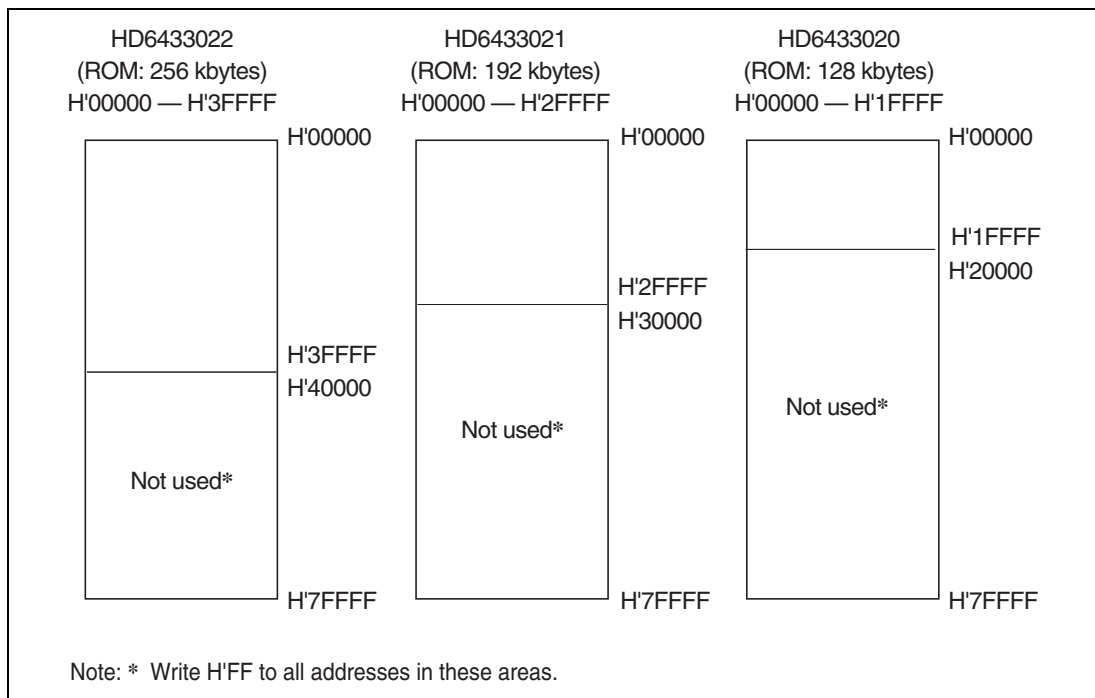 HD6433022
(ROM: 256 kbytes)
H'00000 — H'3FFFF
H'00000
H'3FFFF
H'40000
Not used*
H'7FFFF
HD6433021
(ROM: 192 kbytes)
H'00000 — H'2FFFF
H'00000
H'2FFFF
H'30000
Not used*
H'7FFFF
HD6433020
(ROM: 128 kbytes)
H'00000 — H'1FFFF
H'00000
H'1FFFF
H'20000
Not used*
H'7FFFF
Note: * Write H'FF to all addresses in these areas.